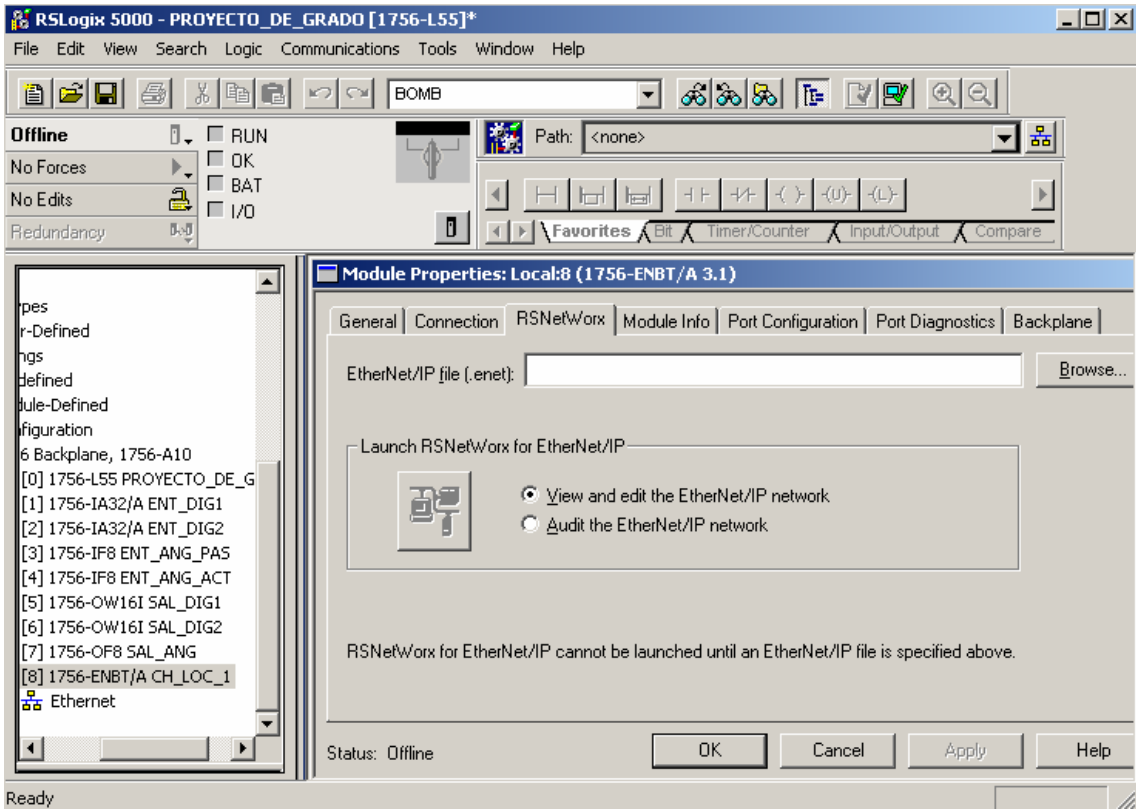 RSLogix 5000 - PROYECTO_DE_GRADO [1756-L55]*
File Edit View Search Logic Communications Tools Window Help
BOMB
Offline
RUN
No Forces
OK
No Edits
BAT
Redundancy
I/O
Path: <none>
(U)
(L)
Favorites Bit Timer/Counter Input/Output Compare
pes
r-Defined
ngs
defined
dule-Defined
figuration
6 Backplane, 1756-A10
[0] 1756-L55 PROYECTO_DE_G
[1] 1756-IA32/A ENT_DIG1
[2] 1756-IA32/A ENT_DIG2
[3] 1756-IF8 ENT_ANG_PAS
[4] 1756-IF8 ENT_ANG_ACT
[5] 1756-OW16I SAL_DIG1
[6] 1756-OW16I SAL_DIG2
[7] 1756-OF8 SAL_ANG
[8] 1756-ENBT/A CH_LOC_1
Ethernet
Module Properties: Local:8 (1756-ENBT/A 3.1)
General Connection RSNetWorx Module Info Port Configuration Port Diagnostics Backplane
EtherNet/IP file (.enet): Browse...
Launch RSNetWorx for EtherNet/IP
View and edit the EtherNet/IP network
Audit the EtherNet/IP network
RSNetWorx for EtherNet/IP cannot be launched until an EtherNet/IP file is specified above.
Status: Offline OK Cancel Apply Help
Ready